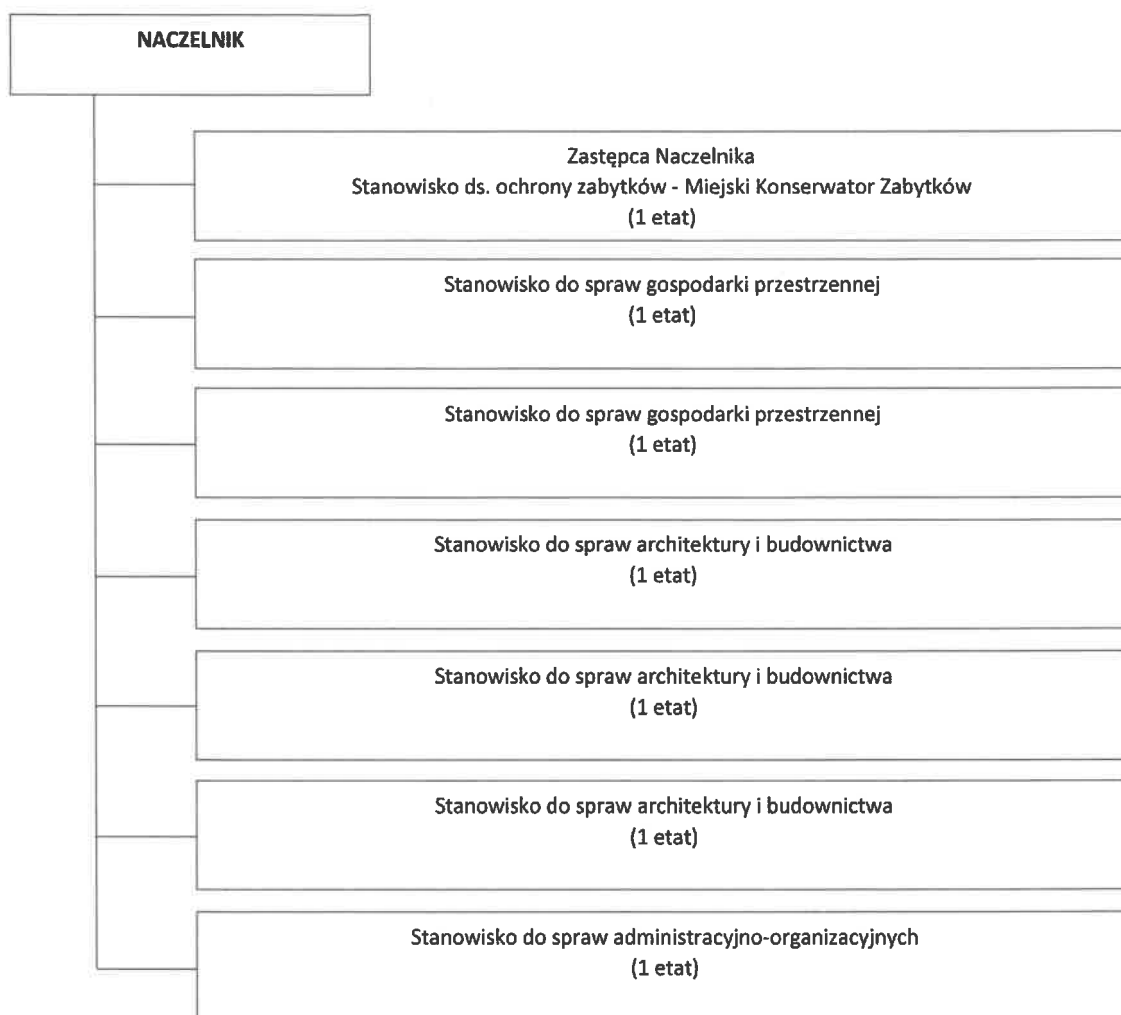 NACZELNIK
Zastępca Naczelnika
Stanowisko ds. ochrony zabytków - Miejski Konserwator Zabytków
(1 etat)
Stanowisko do spraw gospodarki przestrzennej
(1 etat)
Stanowisko do spraw gospodarki przestrzennej
(1 etat)
Stanowisko do spraw architektury i budownictwa
(1 etat)
Stanowisko do spraw architektury i budownictwa
(1 etat)
Stanowisko do spraw architektury i budownictwa
(1 etat)
Stanowisko do spraw administracyjno-organizacyjnych
(1 etat)